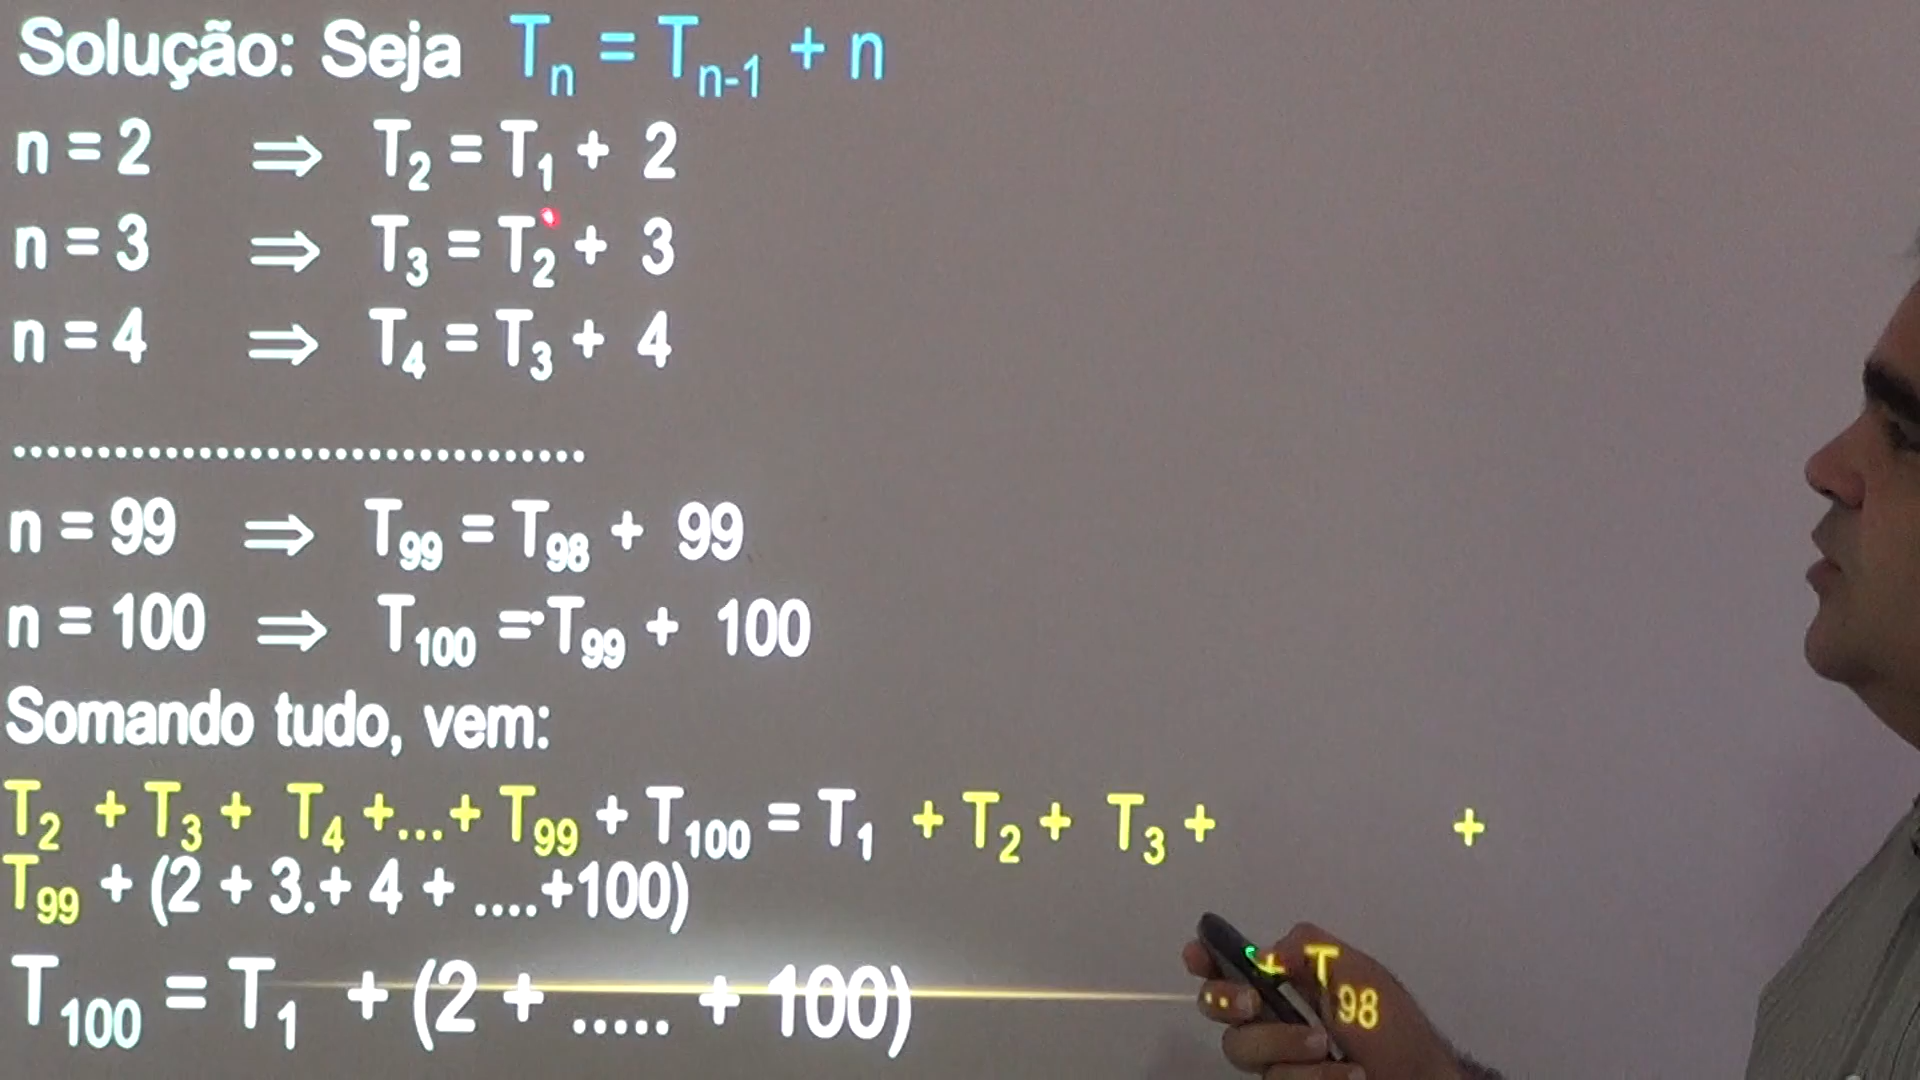 Solução: Seja Tn = Tn-1 + n
n = 2 ⇒ T2 = T1 + 2
n = 3 ⇒ T3 = T2 + 3
n = 4 ⇒ T4 = T3 + 4
..................................
n = 99 ⇒ T99 = T98 + 99
n = 100 ⇒ T100 = T99 + 100
Somando tudo, vem:
T2 + T3 + T4 +...+ T99 + T100 = T1 + T2 + T3 + +
T99 + (2 + 3.+ 4 + ....+100)
T100 = T1 + (2 + ..... + 100)
.. + T98